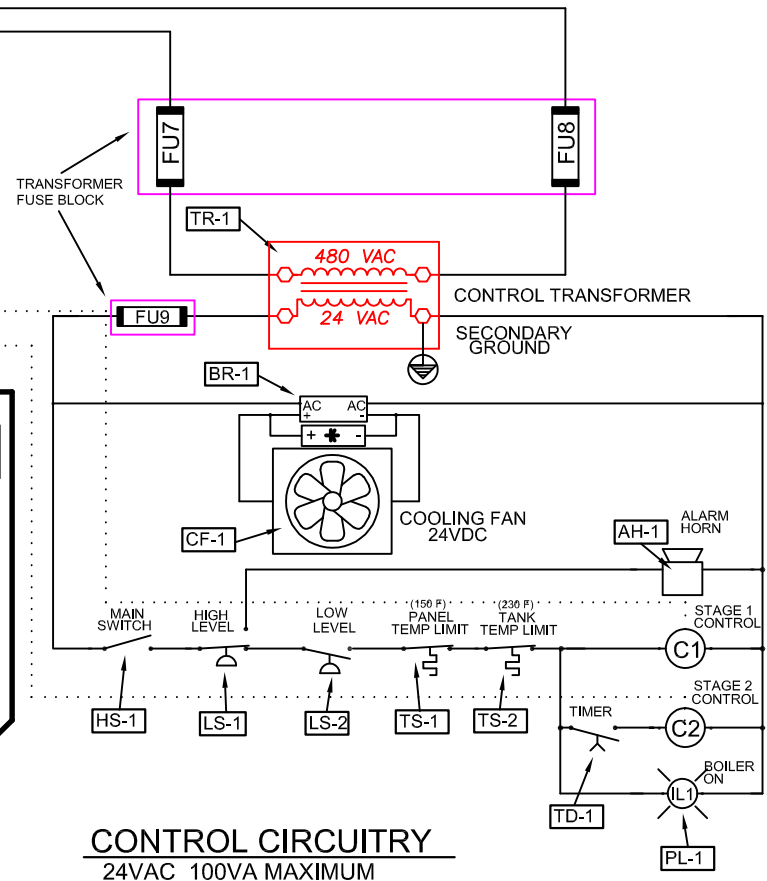 FU7
FU8
TRANSFORMER
FUSE BLOCK
TR-1
480 VAC
24 VAC
CONTROL TRANSFORMER
FU9
SECONDARY
GROUND
BR-1
AC AC
+ -
+ -
COOLING FAN
24VDC
CF-1
ALARM
HORN
AH-1
MAIN
SWITCH
HIGH
LEVEL
LOW
LEVEL
(150 F)
PANEL
TEMP LIMIT
(230 F)
TANK
TEMP LIMIT
STAGE 1
CONTROL
C1
HS-1
LS-1
LS-2
TS-1
TS-2
STAGE 2
CONTROL
TIMER
C2
BOILER
ON
IL1
TD-1
PL-1
CONTROL CIRCUITRY
24VAC 100VA MAXIMUM